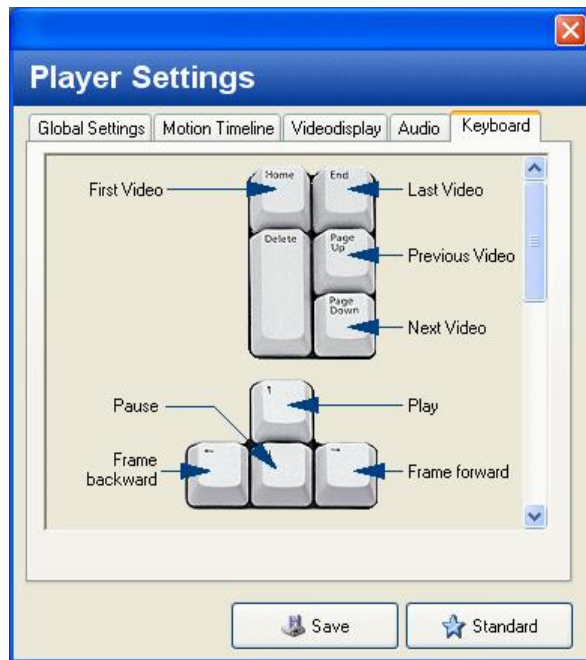 Player Settings
Global Settings Motion Timeline Videodisplay Audio Keyboard
First Video Home End Last Video
Delete Page Up Previous Video
Page Down Next Video
Pause Play
Frame backward Frame forward
Save Standard